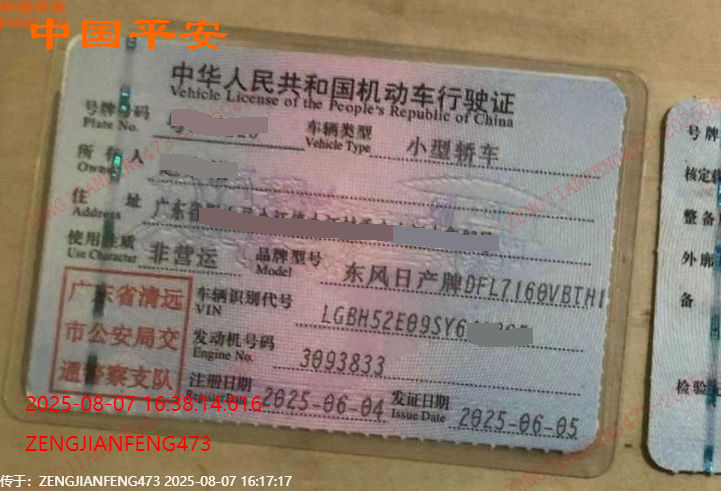 中国平安
中华人民共和国机动车行驶证
Vehicle License of the People's Republic of China
号牌号码
Plate No.
车辆类型
Vehicle Type
小型轿车
所 有 人
Owner
住 址
Address
广东省
使用性质
Use Character
非营运
品牌型号
Model
东风日产牌DFL7160VBTH1
车辆识别代号
VIN
LGBH52E09SY6
发动机号码
Engine No.
3093833
注册日期
2025-06-04
发证日期
Issue Date
2025-06-05
广东省清远
市公安局交
通警察支队
2025-08-07 16:38:14.616
ZENGJIANFENG473
传于：ZENGJIANFENG473 2025-08-07 16:17:17
号牌
核定载
整备
外廓
备
检验记